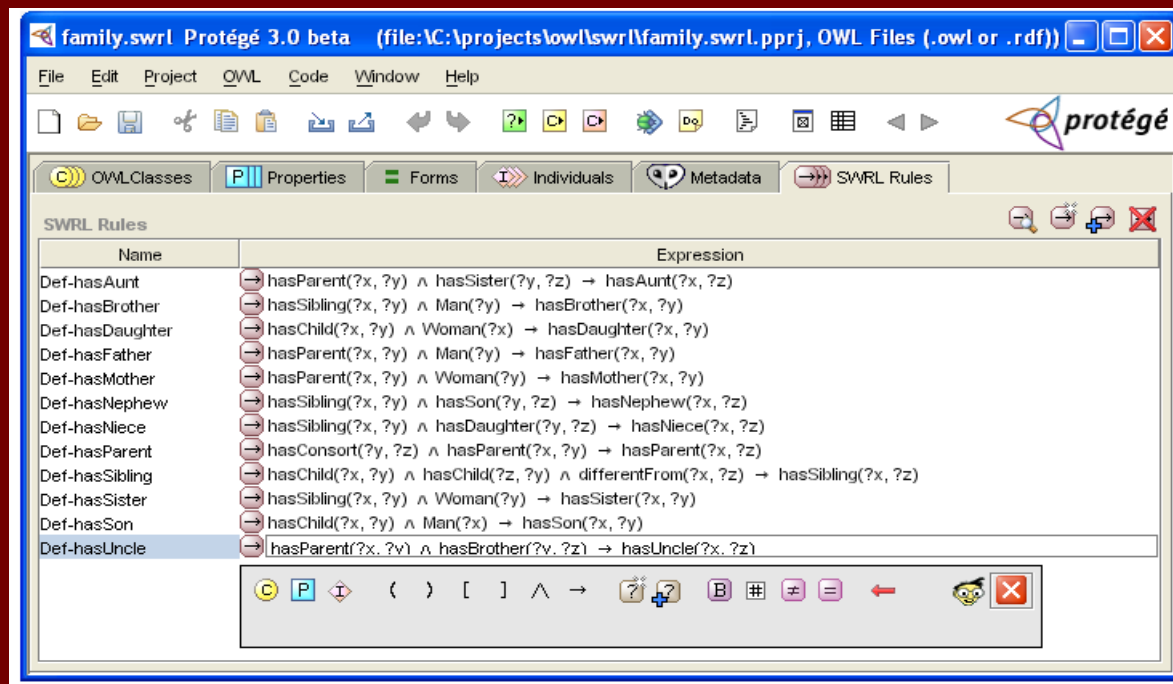 family.swrl Protégé 3.0 beta (file:\C:\projects\owl\swrl\family.swrl.pprj, OWL Files (.owl or .rdf))
File Edit Project OWL Code Window Help
protégé
OWLClasses Properties Forms Individuals Metadata SWRL Rules
SWRL Rules
Name Expression
Def-hasAunt hasParent(?x, ?y) ∧ hasSister(?y, ?z) → hasAunt(?x, ?z)
Def-hasBrother hasSibling(?x, ?y) ∧ Man(?y) → hasBrother(?x, ?y)
Def-hasDaughter hasChild(?x, ?y) ∧ Woman(?x) → hasDaughter(?x, ?y)
Def-hasFather hasParent(?x, ?y) ∧ Man(?y) → hasFather(?x, ?y)
Def-hasMother hasParent(?x, ?y) ∧ Woman(?y) → hasMother(?x, ?y)
Def-hasNephew hasSibling(?x, ?y) ∧ hasSon(?y, ?z) → hasNephew(?x, ?z)
Def-hasNiece hasSibling(?x, ?y) ∧ hasDaughter(?y, ?z) → hasNiece(?x, ?z)
Def-hasParent hasConsort(?y, ?z) ∧ hasParent(?x, ?y) → hasParent(?x, ?z)
Def-hasSibling hasChild(?x, ?y) ∧ hasChild(?z, ?y) ∧ differentFrom(?x, ?z) → hasSibling(?x, ?z)
Def-hasSister hasSibling(?x, ?y) ∧ Woman(?y) → hasSister(?x, ?y)
Def-hasSon hasChild(?x, ?y) ∧ Man(?x) → hasSon(?x, ?y)
Def-hasUncle hasParent(?x, ?y) ∧ hasBrother(?y, ?z) → hasUncle(?x, ?z)
C P I ( ) [ ] ∧ → ? ? B # ≠ = ←